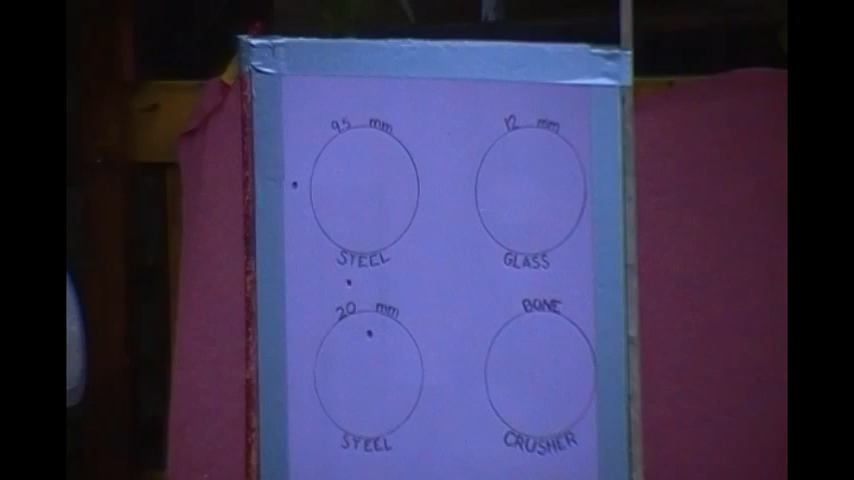 9.5 mm
12 mm
STEEL
GLASS
20 mm
BONE
STEEL
CRUSHER